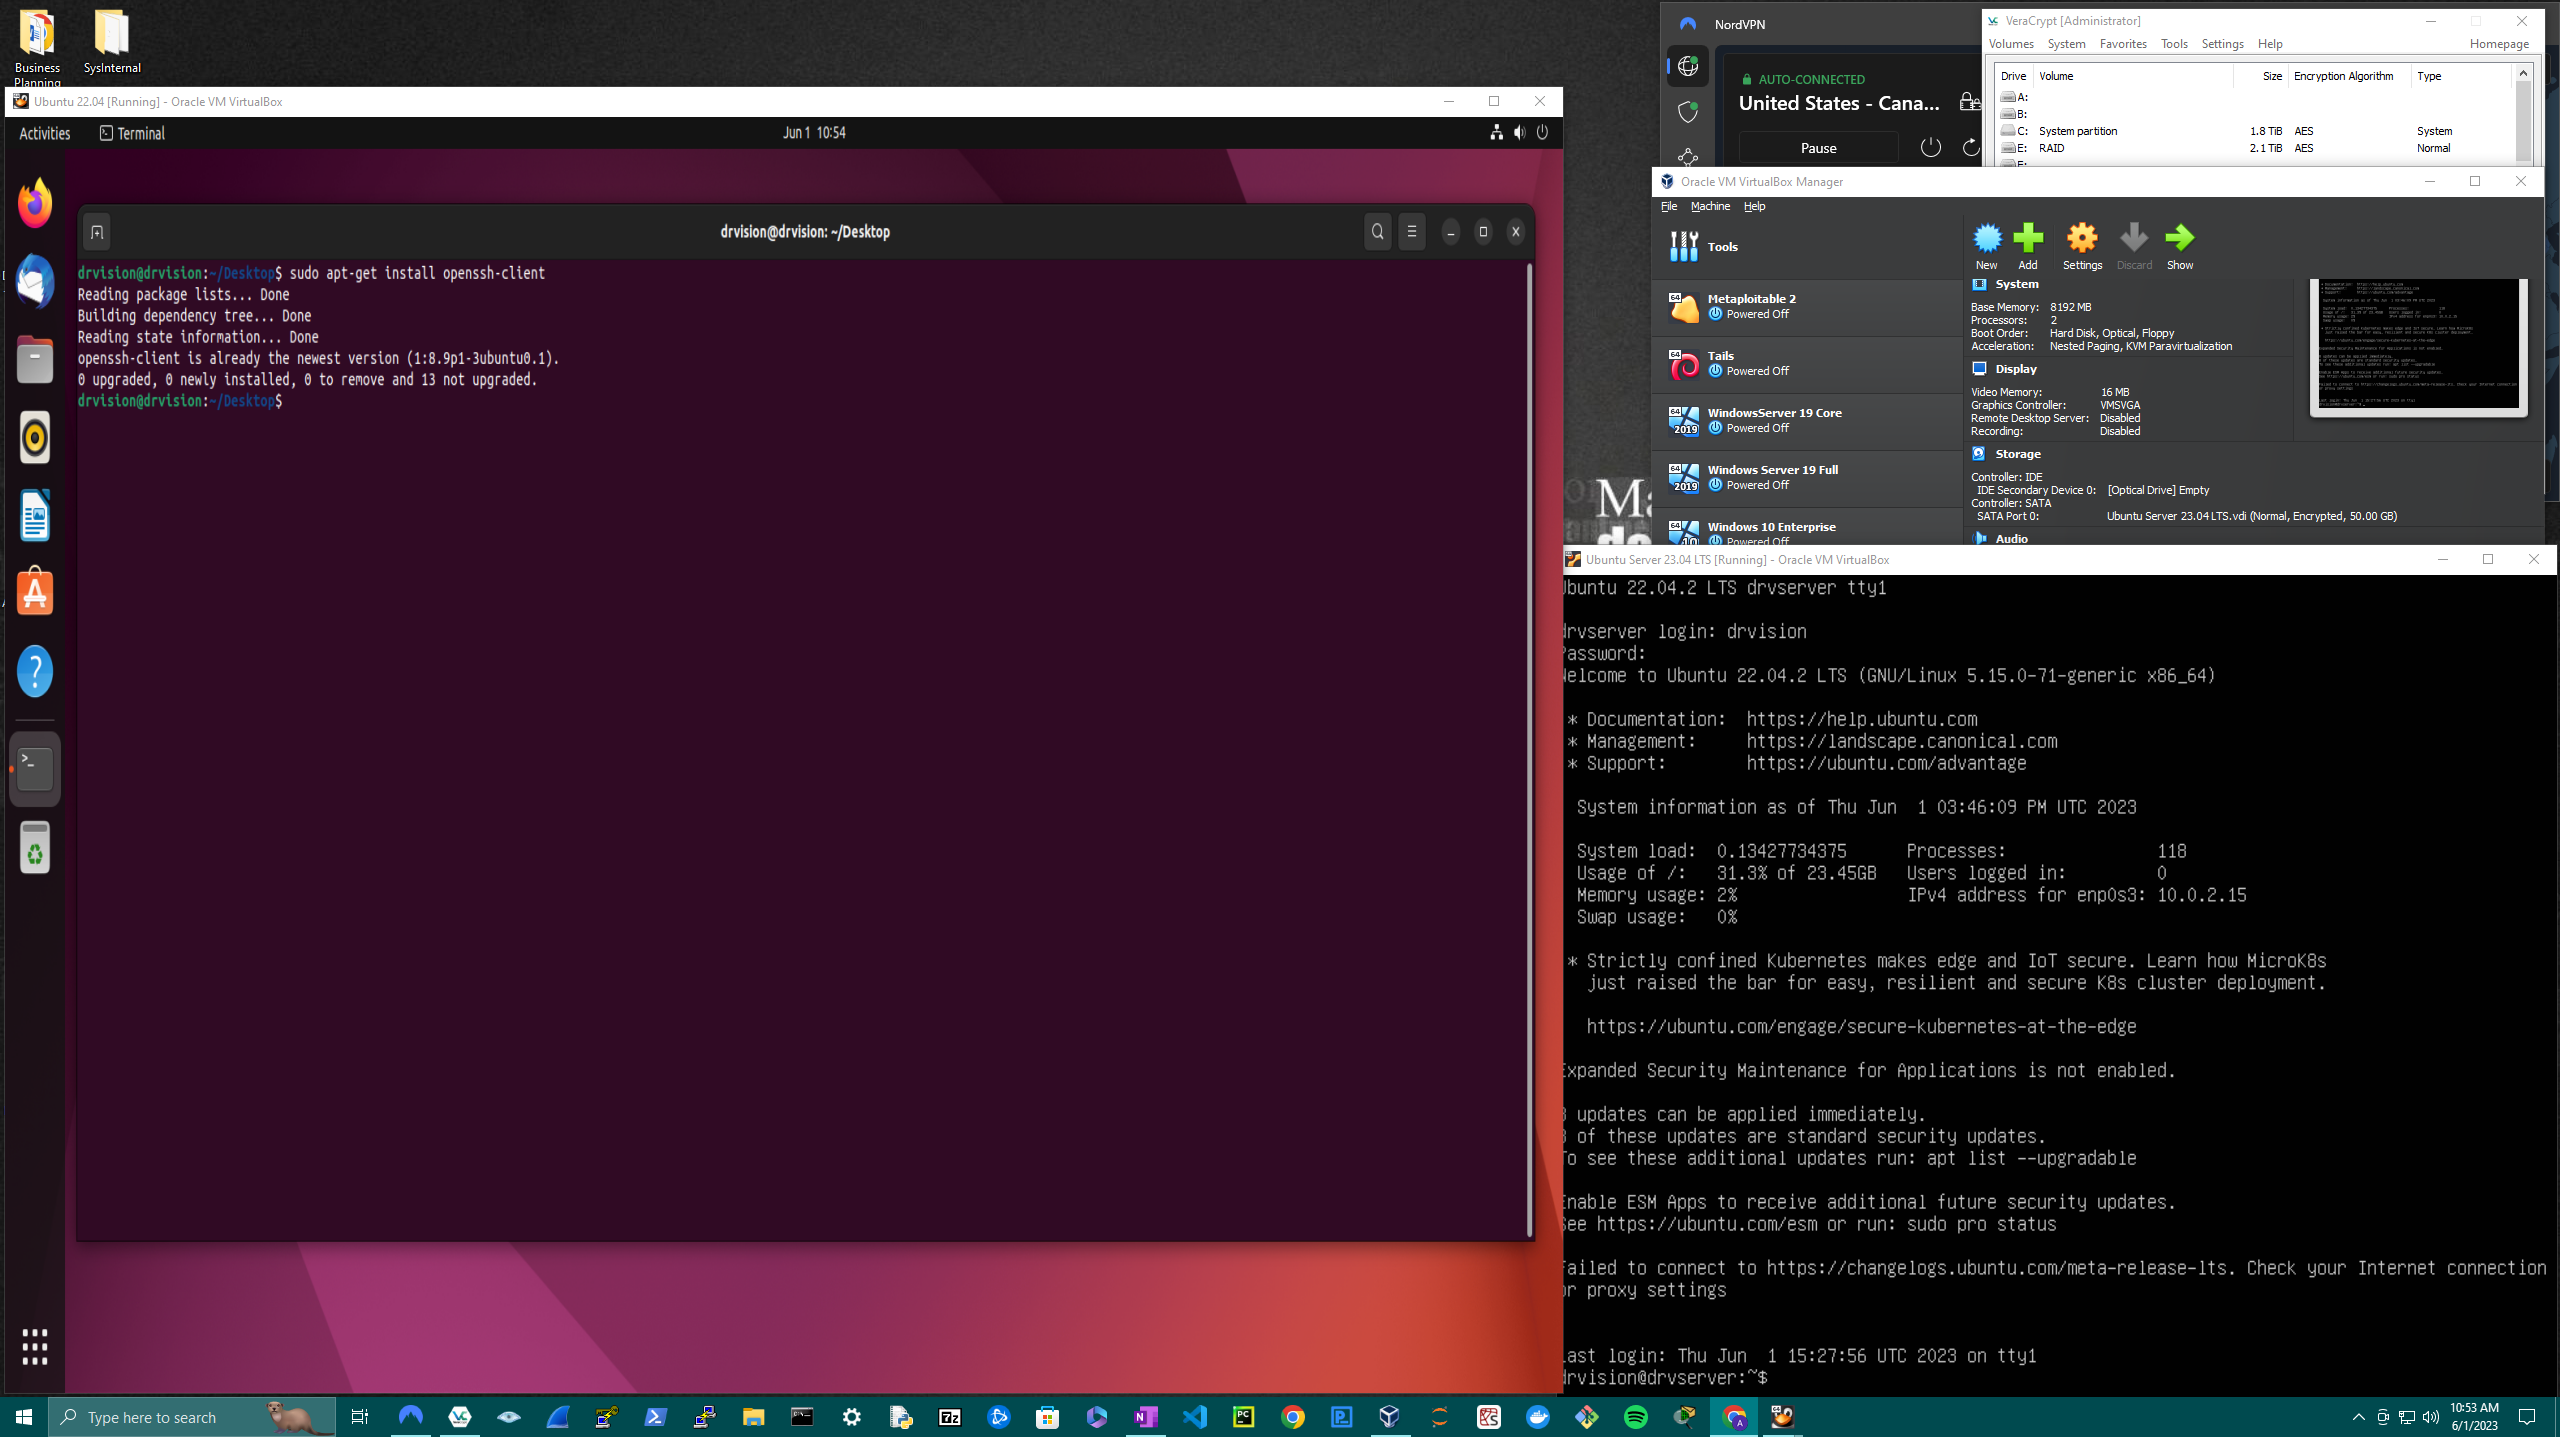 Business
Planning
SysInternal
Ubuntu 22.04 [Running] - Oracle VM VirtualBox
Activities
Terminal
Jun 1 10:54
drvision@drvision: ~/Desktop
drvision@drvision:~/Desktop$ sudo apt-get install openssh-client
Reading package lists... Done
Building dependency tree... Done
Reading state information... Done
openssh-client is already the newest version (1:8.9p1-3ubuntu0.1).
0 upgraded, 0 newly installed, 0 to remove and 13 not upgraded.
drvision@drvision:~/Desktop$
NordVPN
AUTO-CONNECTED
United States - Cana...
Pause
VeraCrypt [Administrator]
Volumes System Favorites Tools Settings Help Homepage
Drive Volume Size Encryption Algorithm Type
A:
B:
C: System partition 1.8 TiB AES System
E: RAID 2.1 TiB AES Normal
Oracle VM VirtualBox Manager
File Machine Help
Tools
New Add Settings Discard Show
64
Metaploitable 2
Powered Off
64
Tails
Powered Off
64
2019
WindowsServer 19 Core
Powered Off
64
2019
Windows Server 19 Full
Powered Off
64
10
Windows 10 Enterprise
Powered Off
System
Base Memory: 8192 MB
Processors: 2
Boot Order: Hard Disk, Optical, Floppy
Acceleration: Nested Paging, KVM Paravirtualization
Display
Video Memory: 16 MB
Graphics Controller: VMSVGA
Remote Desktop Server: Disabled
Recording: Disabled
Storage
Controller: IDE
IDE Secondary Device 0: [Optical Drive] Empty
Controller: SATA
SATA Port 0: Ubuntu Server 23.04 LTS.vdi (Normal, Encrypted, 50.00 GB)
Audio
Ubuntu Server 23.04 LTS [Running] - Oracle VM VirtualBox
Ubuntu 22.04.2 LTS drvserver tty1
drvserver login: drvision
Password:
Welcome to Ubuntu 22.04.2 LTS (GNU/Linux 5.15.0-71-generic x86_64)
* Documentation: https://help.ubuntu.com
* Management: https://landscape.canonical.com
* Support: https://ubuntu.com/advantage
System information as of Thu Jun 1 03:46:09 PM UTC 2023
System load: 0.13427734375 Processes: 118
Usage of /: 31.3% of 23.45GB Users logged in: 0
Memory usage: 2% IPv4 address for enp0s3: 10.0.2.15
Swap usage: 0%
* Strictly confined Kubernetes makes edge and IoT secure. Learn how MicroK8s
just raised the bar for easy, resilient and secure K8s cluster deployment.
https://ubuntu.com/engage/secure-kubernetes-at-the-edge
Expanded Security Maintenance for Applications is not enabled.
updates can be applied immediately.
of these updates are standard security updates.
To see these additional updates run: apt list --upgradable
Enable ESM Apps to receive additional future security updates.
See https://ubuntu.com/esm or run: sudo pro status
Failed to connect to https://changelogs.ubuntu.com/meta-release-lts. Check your Internet connection
or proxy settings
Last login: Thu Jun 1 15:27:56 UTC 2023 on tty1
drvision@drvserver:~$
Type here to search
10:53 AM
6/1/2023